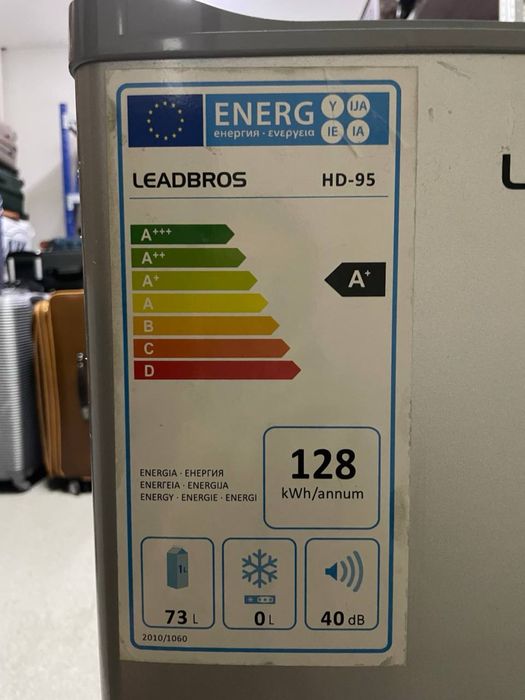 ENERG Y IJA
енергия · ενεργεια IE IA
LEADBROS HD-95
A+++
A++
A+ A+
A
B
C
D
128
kWh/annum
ENERGIA · ЕНЕРГИЯ
ΕΝΕΡΓΕΙΑ · ENERGIJA
ENERGY · ENERGIE · ENERGI
1L
73 L 0 L 40 dB
2010/1060